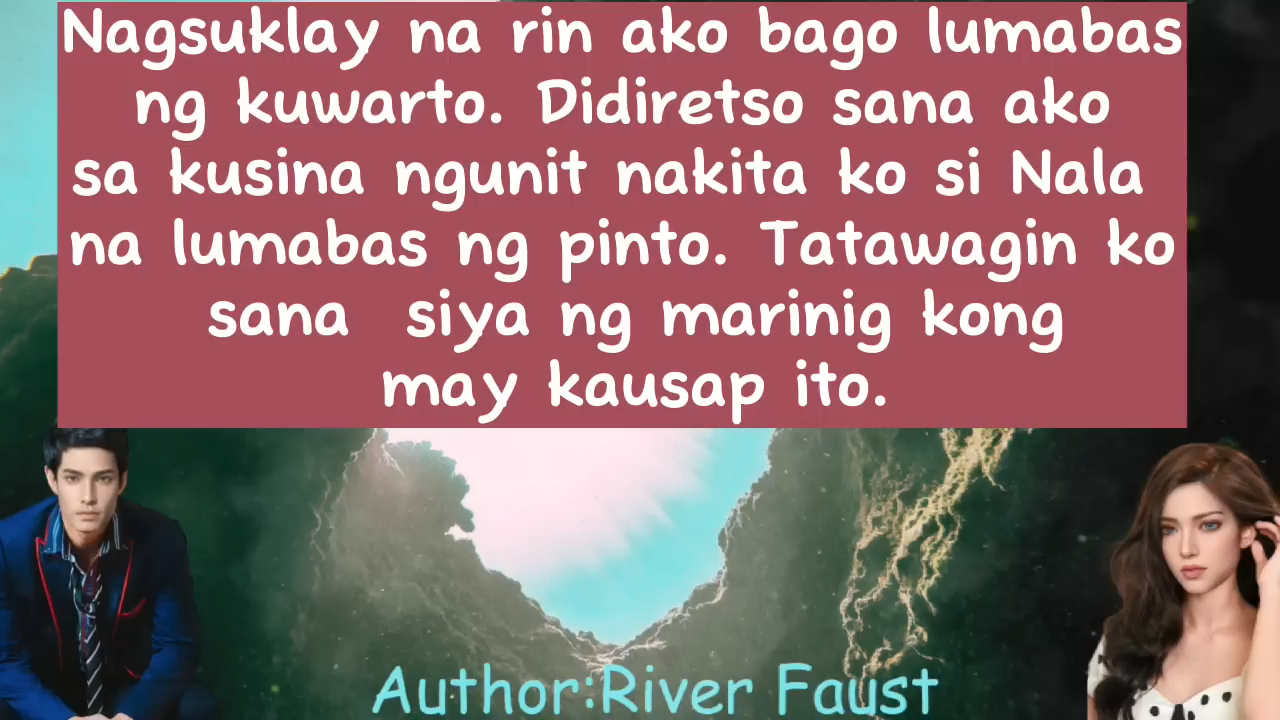 Nagsuklay na rin ako bago lumabas
ng kuwarto. Didiretso sana ako
sa kusina ngunit nakita ko si Nala
na lumabas ng pinto. Tatawagin ko
sana siya ng marinig kong
may kausap ito.
Author:River Faust